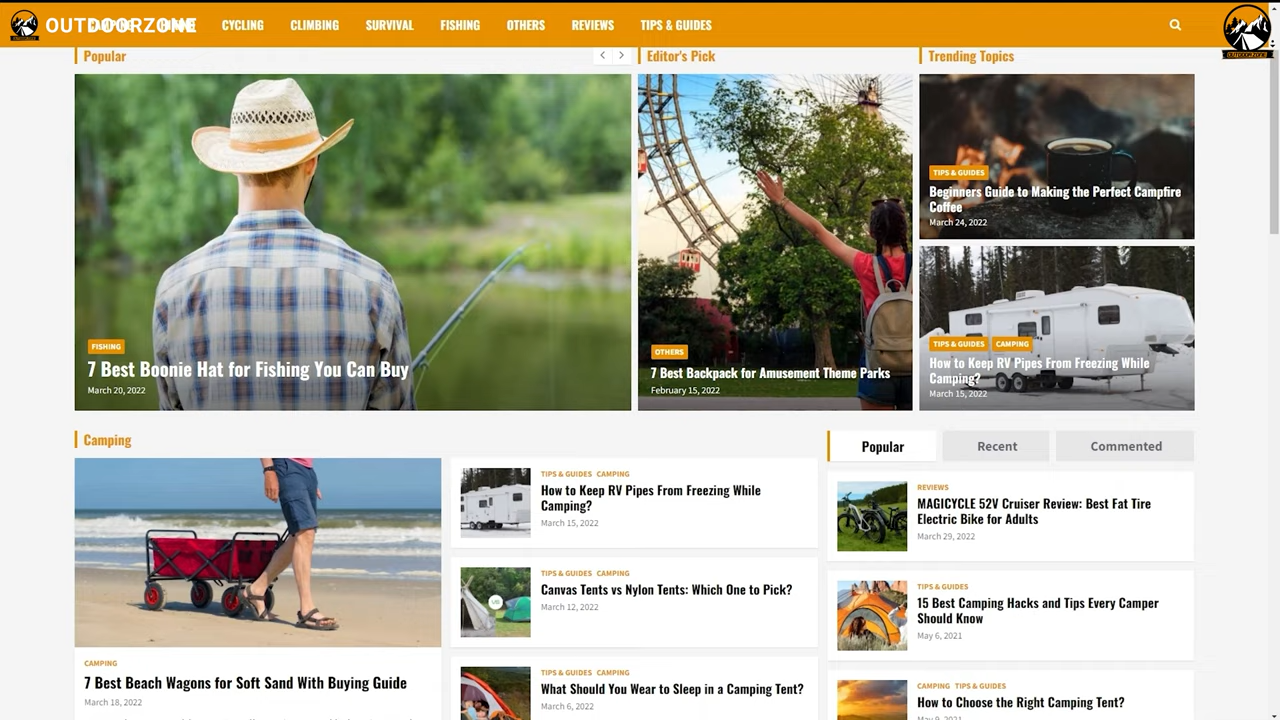 OUTDOORZONE
CYCLING
CLIMBING
SURVIVAL
FISHING
OTHERS
REVIEWS
TIPS & GUIDES
Popular
Editor's Pick
Trending Topics
FISHING
7 Best Boonie Hat for Fishing You Can Buy
March 20, 2022
OTHERS
7 Best Backpack for Amusement Theme Parks
February 15, 2022
TIPS & GUIDES
Beginners Guide to Making the Perfect Campfire
Coffee
March 24, 2022
TIPS & GUIDES CAMPING
How to Keep RV Pipes From Freezing While
Camping?
March 15, 2022
Camping
CAMPING
7 Best Beach Wagons for Soft Sand With Buying Guide
March 18, 2022
TIPS & GUIDES CAMPING
How to Keep RV Pipes From Freezing While
Camping?
March 15, 2022
TIPS & GUIDES CAMPING
Canvas Tents vs Nylon Tents: Which One to Pick?
March 12, 2022
TIPS & GUIDES CAMPING
What Should You Wear to Sleep in a Camping Tent?
March 6, 2022
Popular
Recent
Commented
REVIEWS
MAGICYCLE 52V Cruiser Review: Best Fat Tire
Electric Bike for Adults
March 29, 2022
TIPS & GUIDES
15 Best Camping Hacks and Tips Every Camper
Should Know
May 6, 2021
CAMPING TIPS & GUIDES
How to Choose the Right Camping Tent?